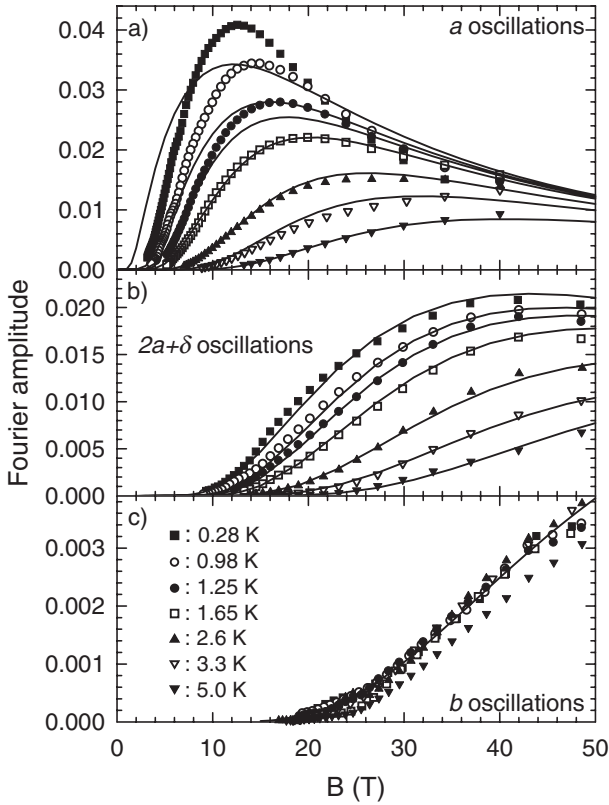 a) a oscillations
0.04
0.03
0.02
0.01
0.00
b)
0.020
2a+δ oscillations
0.015
0.010
0.005
0.000
c)
■ : 0.28 K
○ : 0.98 K
● : 1.25 K
□ : 1.65 K
▲ : 2.6 K
▽ : 3.3 K
▼ : 5.0 K
0.003
0.002
0.001
0.000
b oscillations
0 10 20 30 40 50
B (T)
Fourier amplitude